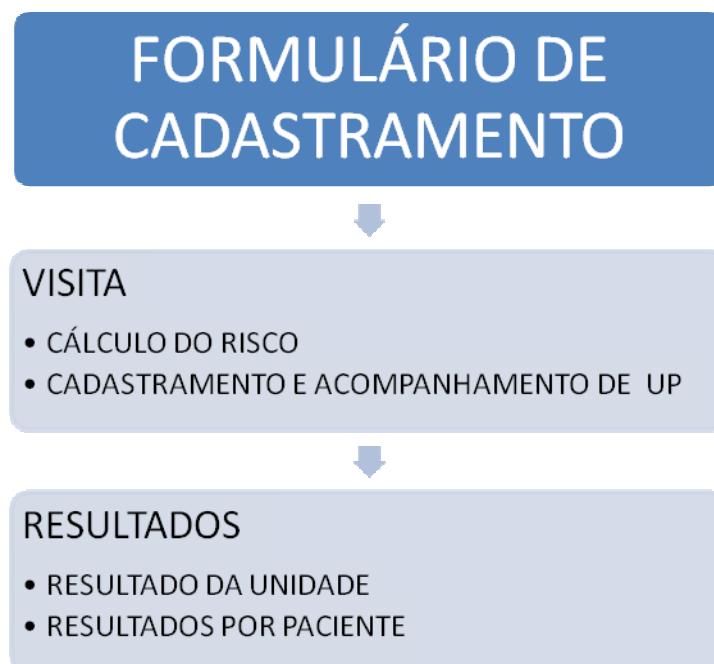 FORMULÁRIO DE
CADASTRAMENTO
VISITA
• CÁLCULO DO RISCO
• CADASTRAMENTO E ACOMPANHAMENTO DE UP
RESULTADOS
• RESULTADO DA UNIDADE
• RESULTADOS POR PACIENTE